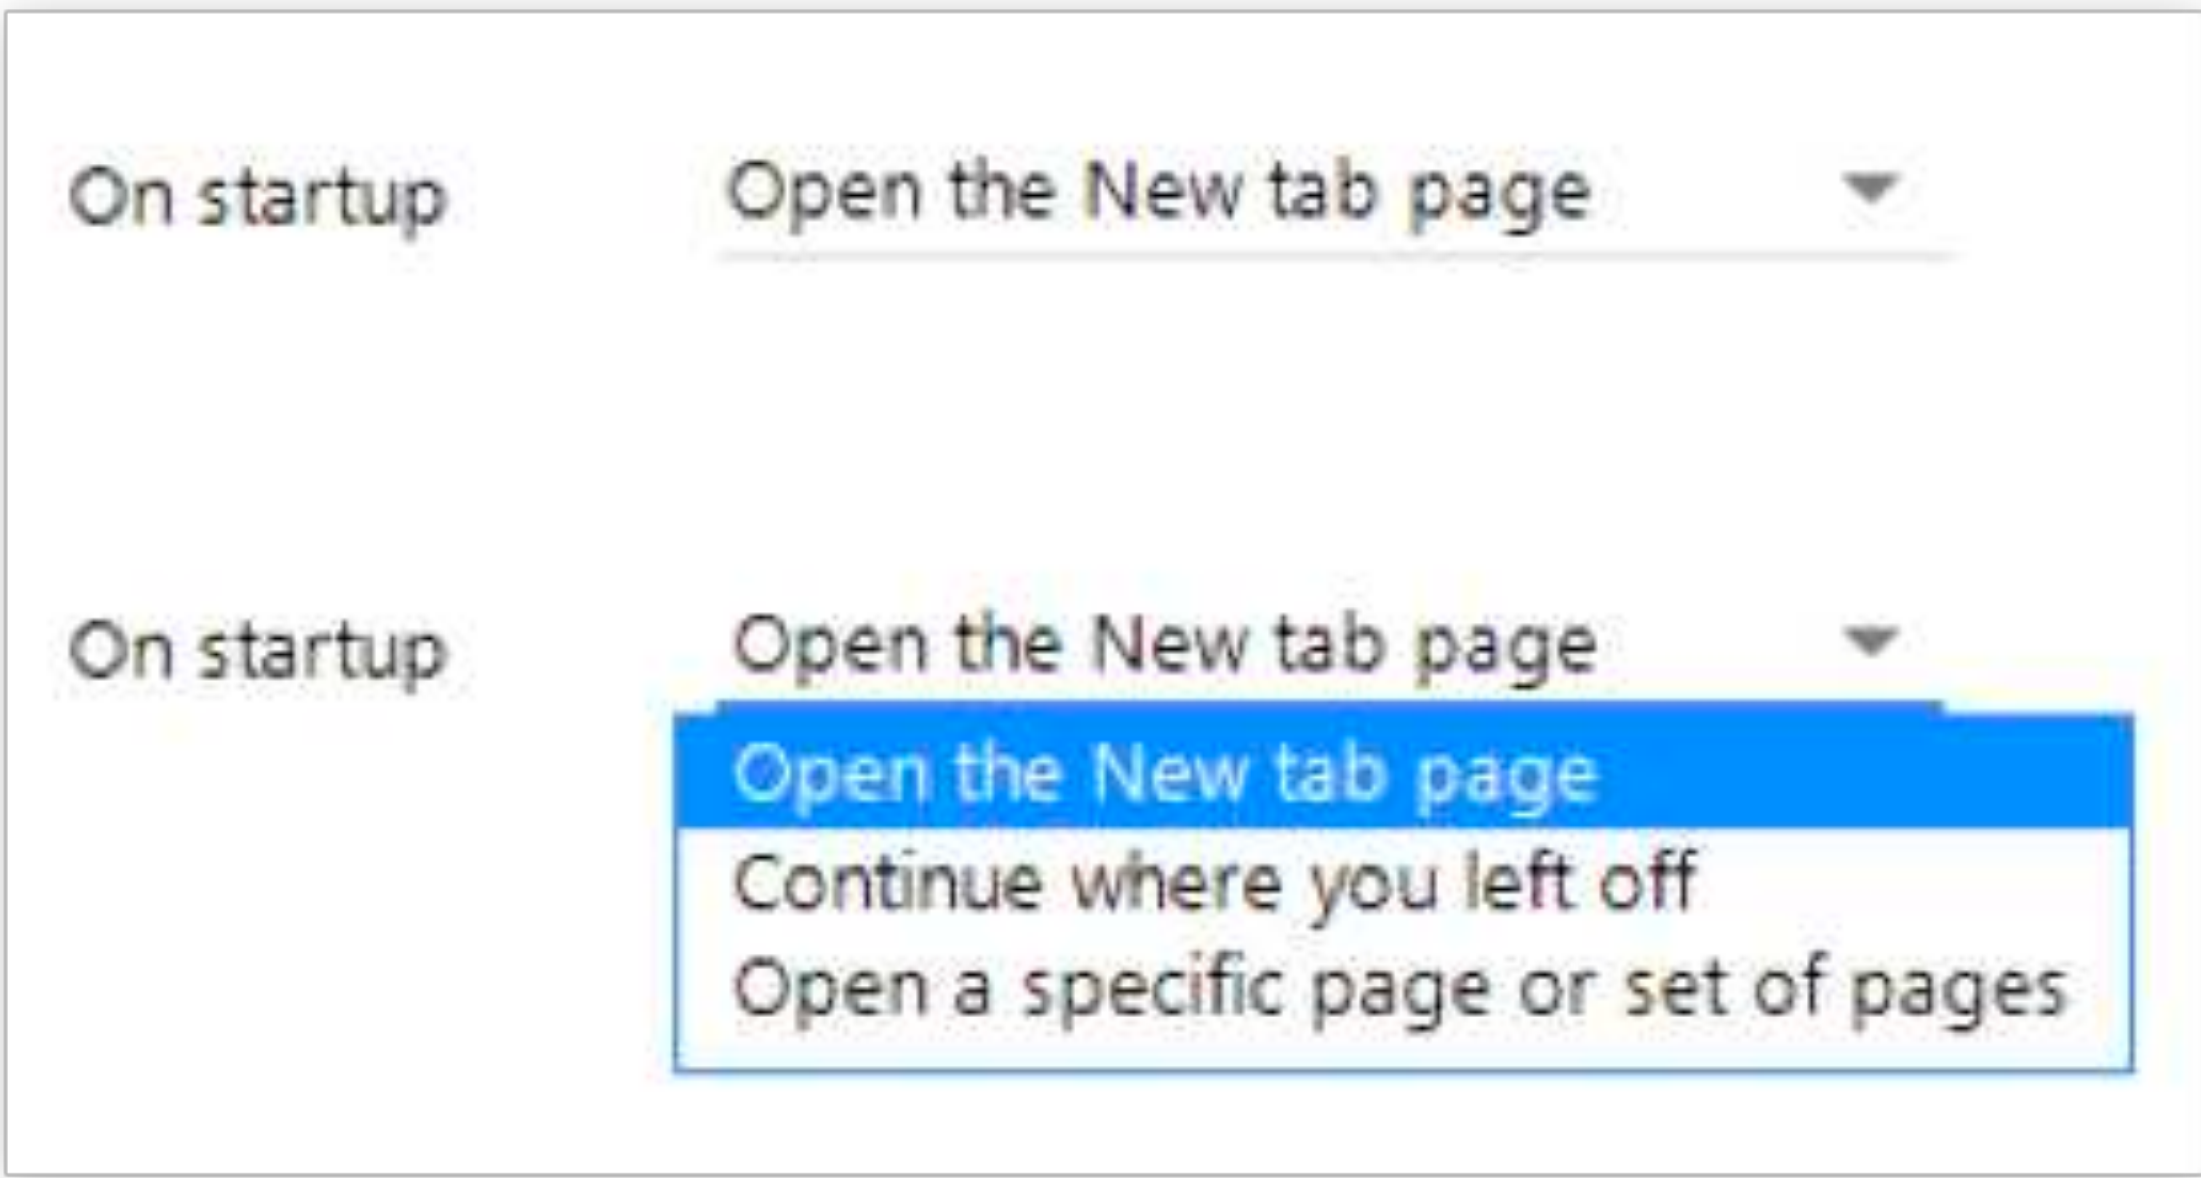 On startup Open the New tab page
On startup Open the New tab page
Open the New tab page
Continue where you left off
Open a specific page or set of pages